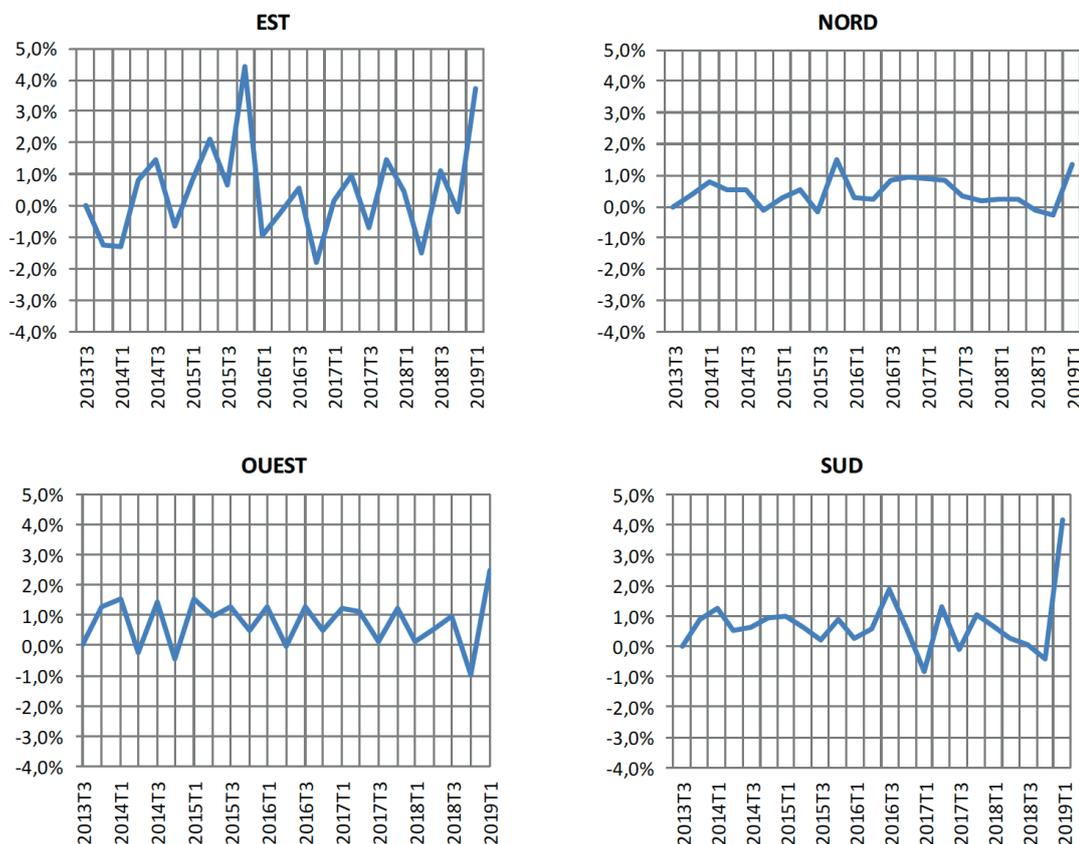 EST
5,0%
4,0%
3,0%
2,0%
1,0%
0,0%
-1,0%
-2,0%
-3,0%
-4,0%
2013T3
2014T1
2014T3
2015T1
2015T3
2016T1
2016T3
2017T1
2017T3
2018T1
2018T3
2019T1
NORD
5,0%
4,0%
3,0%
2,0%
1,0%
0,0%
-1,0%
-2,0%
-3,0%
-4,0%
2013T3
2014T1
2014T3
2015T1
2015T3
2016T1
2016T3
2017T1
2017T3
2018T1
2018T3
2019T1
OUEST
5,0%
4,0%
3,0%
2,0%
1,0%
0,0%
-1,0%
-2,0%
-3,0%
-4,0%
2013T3
2014T1
2014T3
2015T1
2015T3
2016T1
2016T3
2017T1
2017T3
2018T1
2018T3
2019T1
SUD
5,0%
4,0%
3,0%
2,0%
1,0%
0,0%
-1,0%
-2,0%
-3,0%
-4,0%
2013T3
2014T1
2014T3
2015T1
2015T3
2016T1
2016T3
2017T1
2017T3
2018T1
2018T3
2019T1